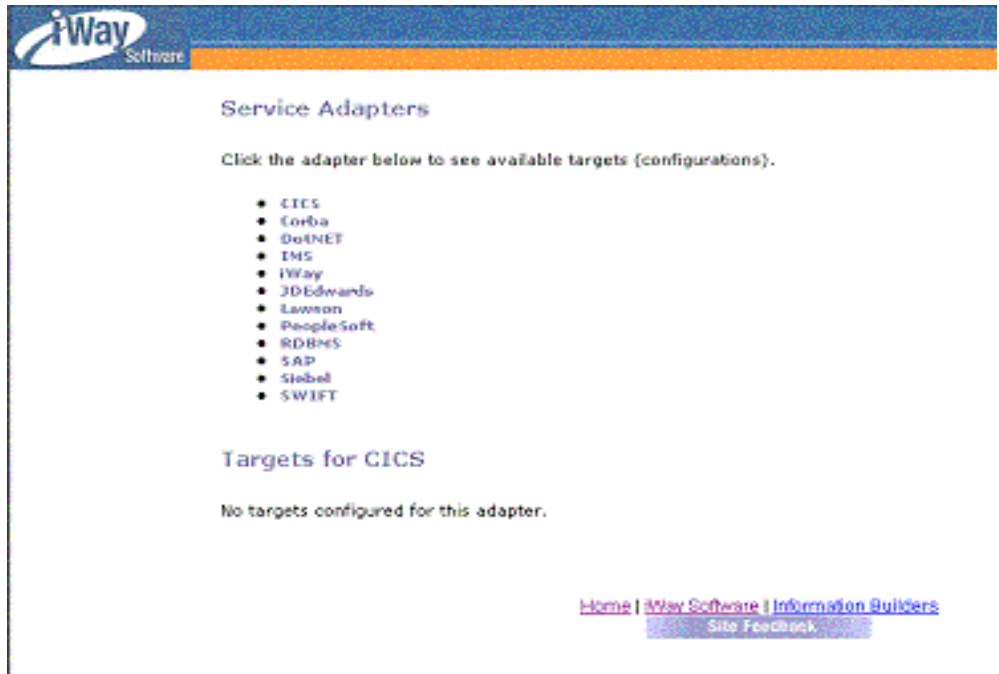 iWay
Software
Service Adapters
Click the adapter below to see available targets (configurations).
CICS
Corba
DotNET
IMS
iWay
JDEdwards
Lawson
PeopleSoft
RDBMS
SAP
Siebel
SWIFT
Targets for CICS
No targets configured for this adapter.
Home | iWay Software | Information Builders
Site Feedback